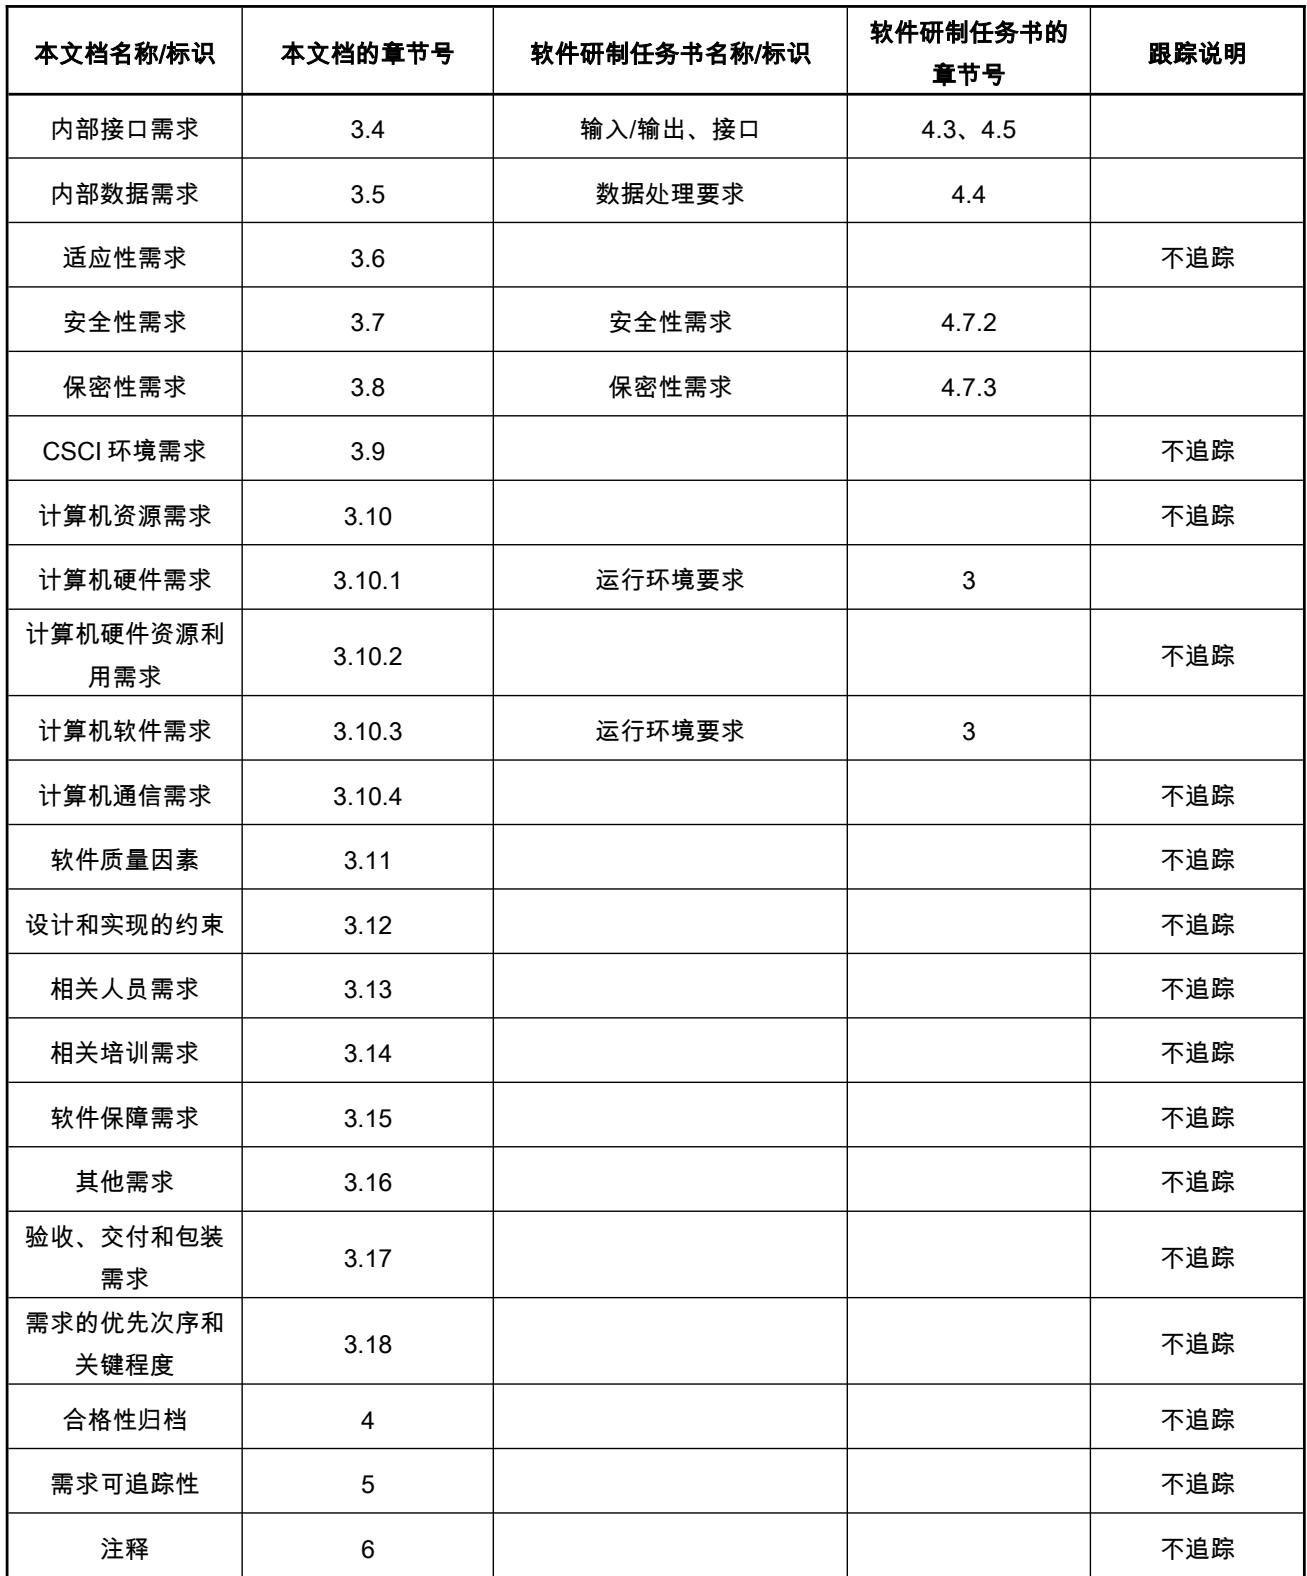 本文档名称/标识 本文档的章节号 软件研制任务书名称/标识 软件研制任务书的
章节号 跟踪说明
内部接口需求 3.4 输入/输出、接口 4.3、4.5
内部数据需求 3.5 数据处理要求 4.4
适应性需求 3.6 不追踪
安全性需求 3.7 安全性需求 4.7.2
保密性需求 3.8 保密性需求 4.7.3
CSCI 环境需求 3.9 不追踪
计算机资源需求 3.10 不追踪
计算机硬件需求 3.10.1 运行环境要求 3
计算机硬件资源利
用需求 3.10.2 不追踪
计算机软件需求 3.10.3 运行环境要求 3
计算机通信需求 3.10.4 不追踪
软件质量因素 3.11 不追踪
设计和实现的约束 3.12 不追踪
相关人员需求 3.13 不追踪
相关培训需求 3.14 不追踪
软件保障需求 3.15 不追踪
其他需求 3.16 不追踪
验收、交付和包装
需求 3.17 不追踪
需求的优先次序和
关键程度 3.18 不追踪
合格性归档 4 不追踪
需求可追踪性 5 不追踪
注释 6 不追踪